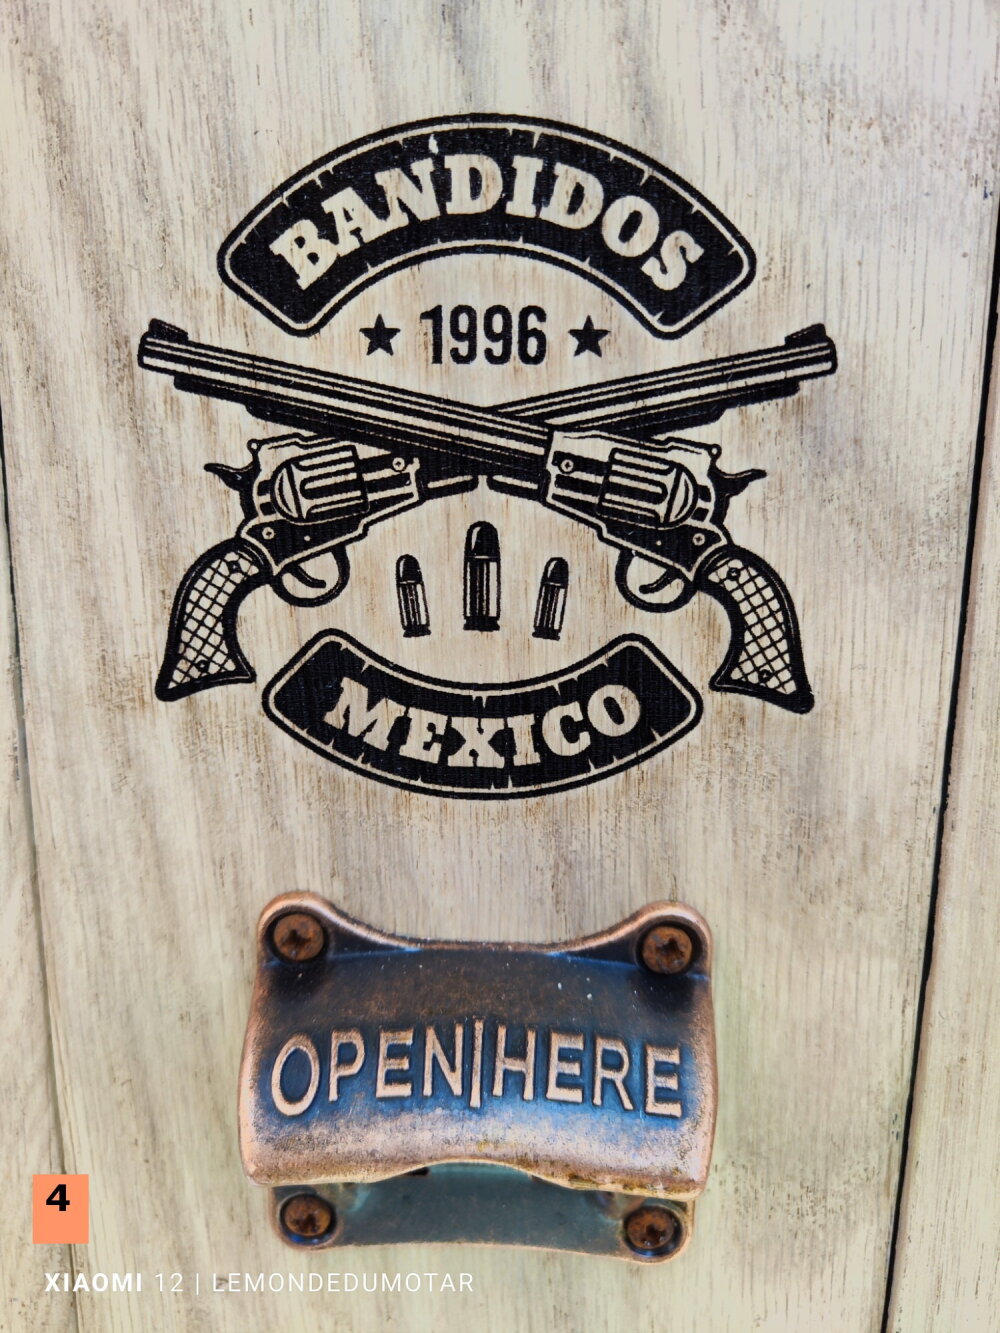 BANDIDOS
1996
MEXICO
OPEN|HERE
4
XIAOMI 12 | LEMONDEDUMOTAR